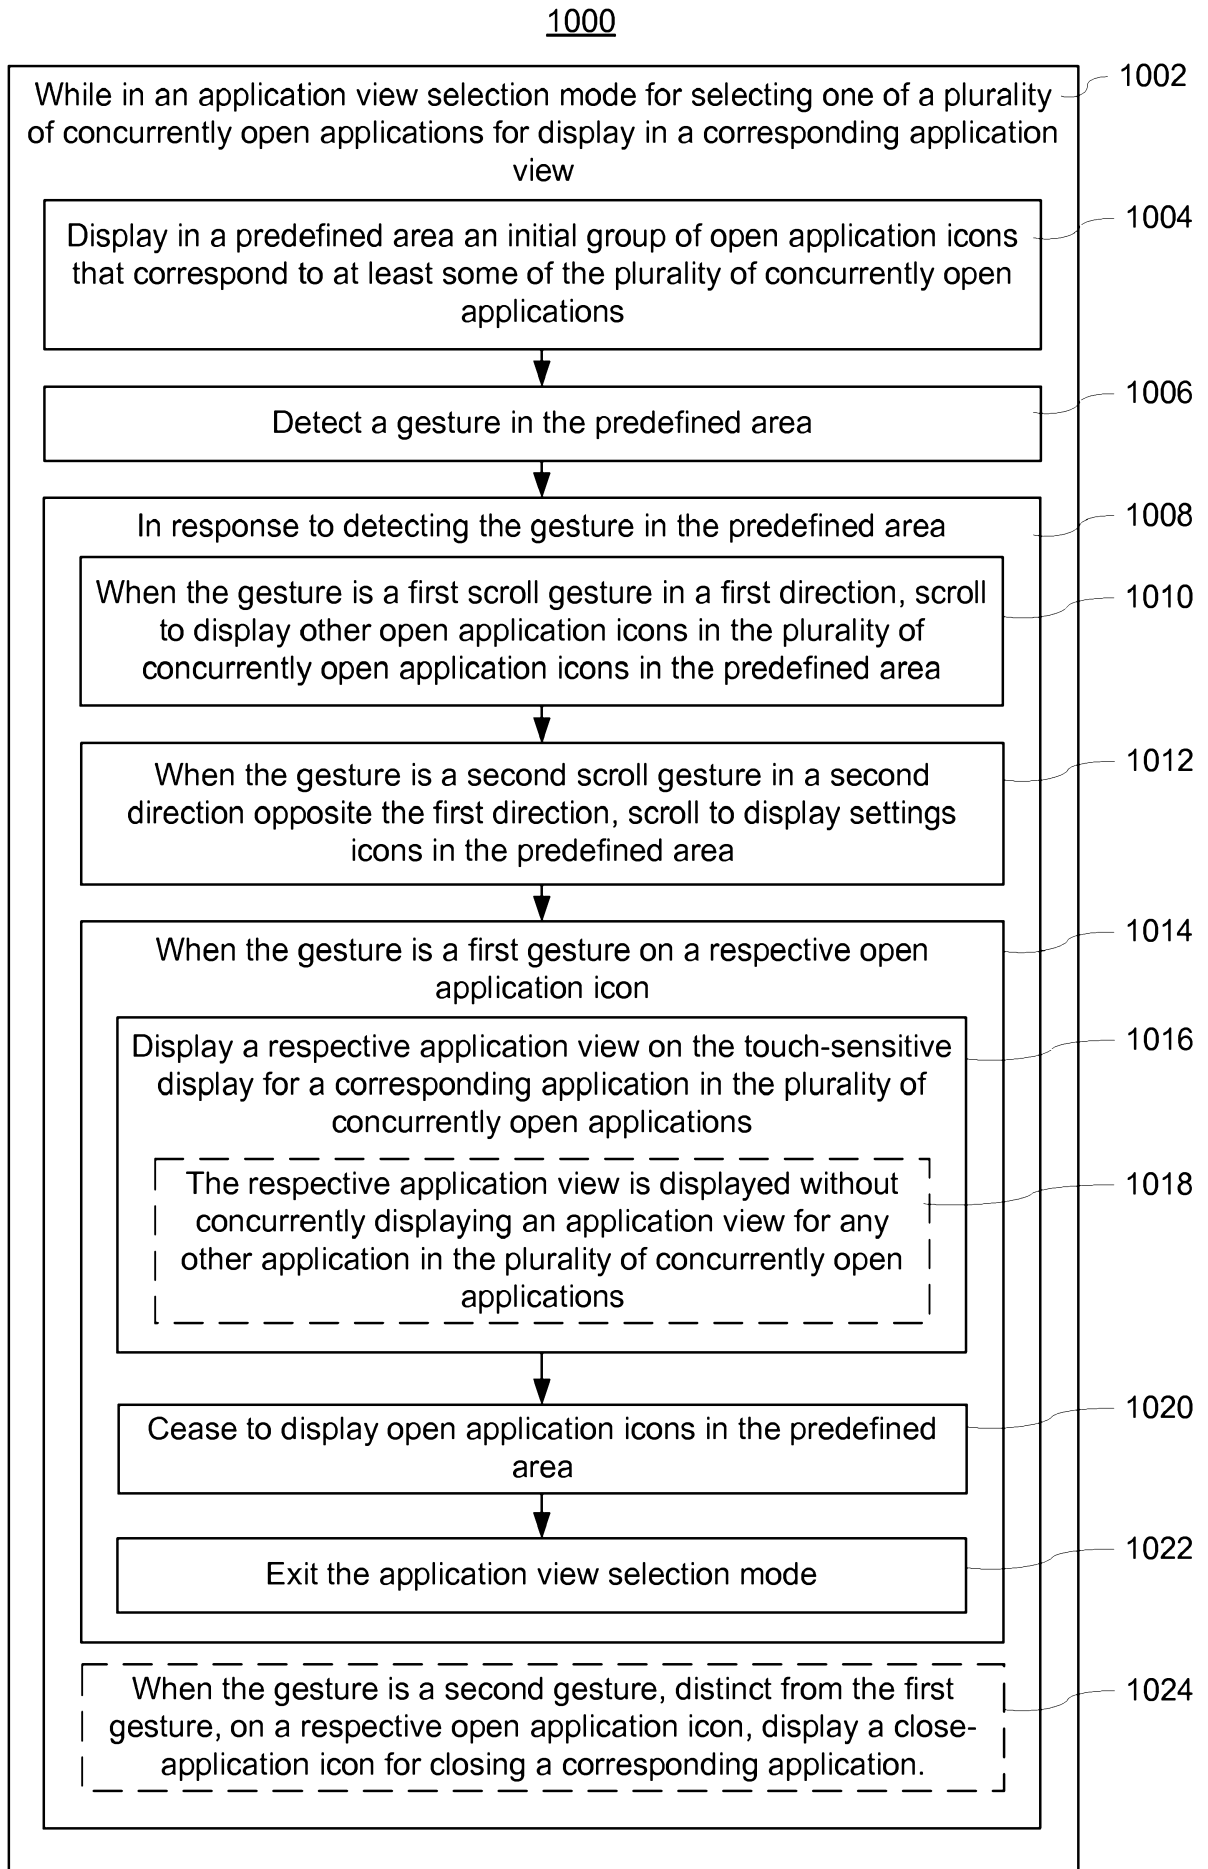 1000
1002
While in an application view selection mode for selecting one of a plurality
of concurrently open applications for display in a corresponding application
view
1004
Display in a predefined area an initial group of open application icons
that correspond to at least some of the plurality of concurrently open
applications
1006
Detect a gesture in the predefined area
1008
In response to detecting the gesture in the predefined area
1010
When the gesture is a first scroll gesture in a first direction, scroll
to display other open application icons in the plurality of
concurrently open application icons in the predefined area
1012
When the gesture is a second scroll gesture in a second
direction opposite the first direction, scroll to display settings
icons in the predefined area
1014
When the gesture is a first gesture on a respective open
application icon
1016
Display a respective application view on the touch-sensitive
display for a corresponding application in the plurality of
concurrently open applications
1018
The respective application view is displayed without
concurrently displaying an application view for any
other application in the plurality of concurrently open
applications
1020
Cease to display open application icons in the predefined
area
1022
Exit the application view selection mode
1024
When the gesture is a second gesture, distinct from the first
gesture, on a respective open application icon, display a close-
application icon for closing a corresponding application.